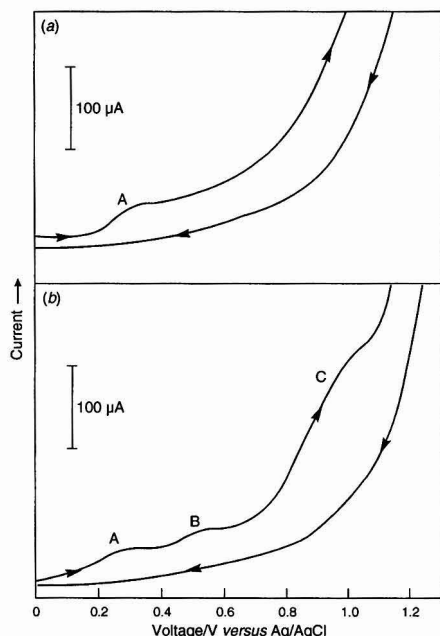 (a)
100 µA
A
Current →
(b)
100 µA
C
B
A
0 0.2 0.4 0.6 0.8 1.0 1.2
Voltage/V versus Ag/AgCl